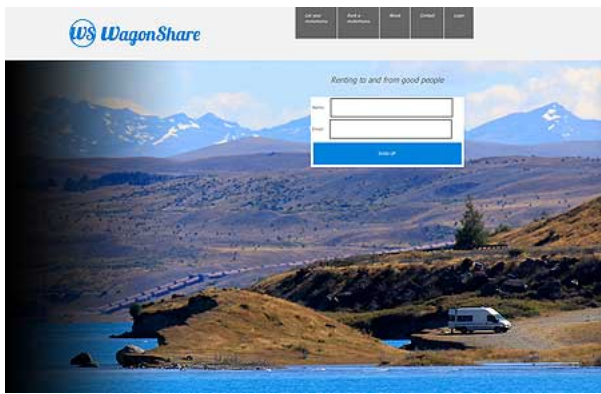 WS WagonShare
List your
motorhome
Rent a
motorhome
About
Contact
Login
Renting to and from good people
Name:
Email:
SIGN UP